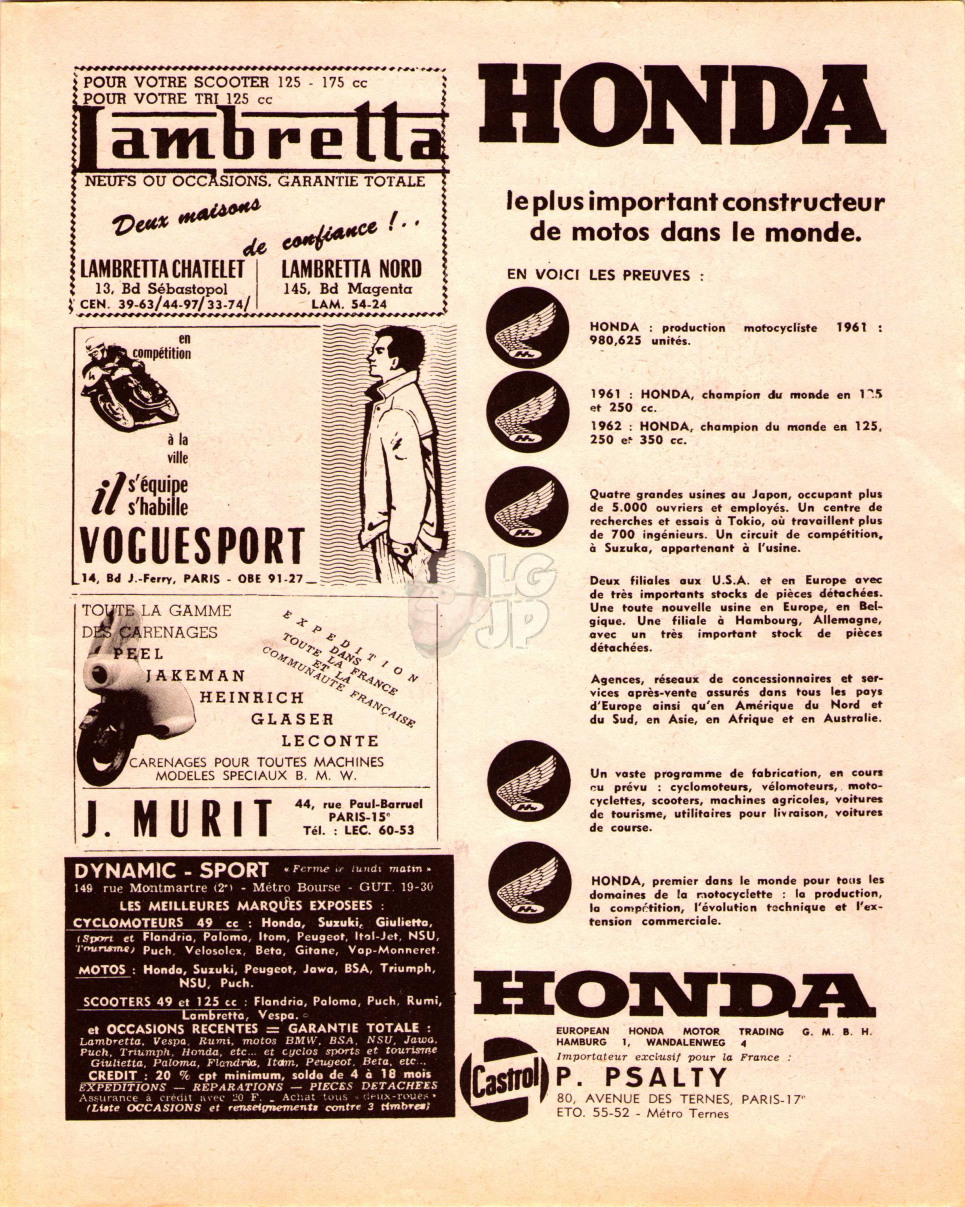 POUR VOTRE SCOOTER 125 - 175 cc
POUR VOTRE TRI 125 cc
Lambretta
NEUFS OU OCCASIONS, GARANTIE TOTALE
Deux maisons
de confiance !..
LAMBRETTA CHATELET
13, Bd Sébastopol
CEN. 39-63/44-97/33-74/
LAMBRETTA NORD
145, Bd Magenta
LAM. 54-24
en
compétition
à la
ville
il s'équipe
s'habille
VOGUESPORT
14, Bd J.-Ferry, PARIS - OBE 91-27
TOUTE LA GAMME
DES CARENAGES
PEEL
JAKEMAN
HEINRICH
GLASER
LECONTE
EXPEDITION
DANS
TOUTE LA FRANCE
ET LA
COMMUNAUTE FRANÇAISE
CARENAGES POUR TOUTES MACHINES
MODELES SPECIAUX B. M. W.
J. MURIT
44, rue Paul-Barruel
PARIS-15e
Tél. : LEC. 60-53
DYNAMIC - SPORT « Ferme le lundi matin »
149 rue Montmartre (2e) - Métro Bourse - GUT. 19-30
LES MEILLEURES MARQUES EXPOSEES :
CYCLOMOTEURS 49 cc : Honda, Suzuki, Giulietta,
(Sport et Flandria, Paloma, Itom, Peugeot, Ital-Jet, NSU,
Tourisme) Puch, Velosolex, Beta, Gitane, Vap-Monneret.
MOTOS : Honda, Suzuki, Peugeot, Jawa, BSA, Triumph,
NSU, Puch.
SCOOTERS 49 et 125 cc : Flandria, Paloma, Puch, Rumi,
Lambretta, Vespa.
et OCCASIONS RECENTES = GARANTIE TOTALE :
Lambretta, Vespa, Rumi, motos BMW, BSA, NSU, Jawa,
Puch, Triumph, Honda, etc... et cyclos sports et tourisme
Giulietta, Paloma, Flandria, Itom, Peugeot, Beta, etc...
CREDIT : 20 % cpt minimum, solde de 4 à 18 mois
EXPEDITIONS — REPARATIONS — PIECES DETACHEES
Assurance à crédit avec 20 F. - Achat tous « deux-roues »
(Liste OCCASIONS et renseignements contre 3 timbres)
HONDA
le plus important constructeur
de motos dans le monde.
EN VOICI LES PREUVES :
HONDA : production motocycliste 1961 :
980,625 unités.
1961 : HONDA, champion du monde en 125
et 250 cc.
1962 : HONDA, champion du monde en 125,
250 et 350 cc.
Quatre grandes usines au Japon, occupant plus
de 5.000 ouvriers et employés. Un centre de
recherches et essais à Tokio, où travaillent plus
de 700 ingénieurs. Un circuit de compétition,
à Suzuka, appartenant à l'usine.
Deux filiales aux U.S.A. et en Europe avec
de très importants stocks de pièces détachées.
Une toute nouvelle usine en Europe, en Bel-
gique. Une filiale à Hambourg, Allemagne,
avec un très important stock de pièces
détachées.
Agences, réseaux de concessionnaires et ser-
vices après-vente assurés dans tous les pays
d'Europe ainsi qu'en Amérique du Nord et
du Sud, en Asie, en Afrique et en Australie.
Un vaste programme de fabrication, en cours
ou prévu : cyclomoteurs, vélomoteurs, moto-
cyclettes, scooters, machines agricoles, voitures
de tourisme, utilitaires pour livraison, voitures
de course.
HONDA, premier dans le monde pour tous les
domaines de la motocyclette : la production,
la compétition, l'évolution technique et l'ex-
tension commerciale.
HONDA
EUROPEAN HONDA MOTOR TRADING G. M. B. H.
HAMBURG 1, WANDALENWEG 4
Importateur exclusif pour la France :
Castrol
P. PSALTY
80, AVENUE DES TERNES, PARIS-17e
ETO. 55-52 - Métro Ternes
LG
JP